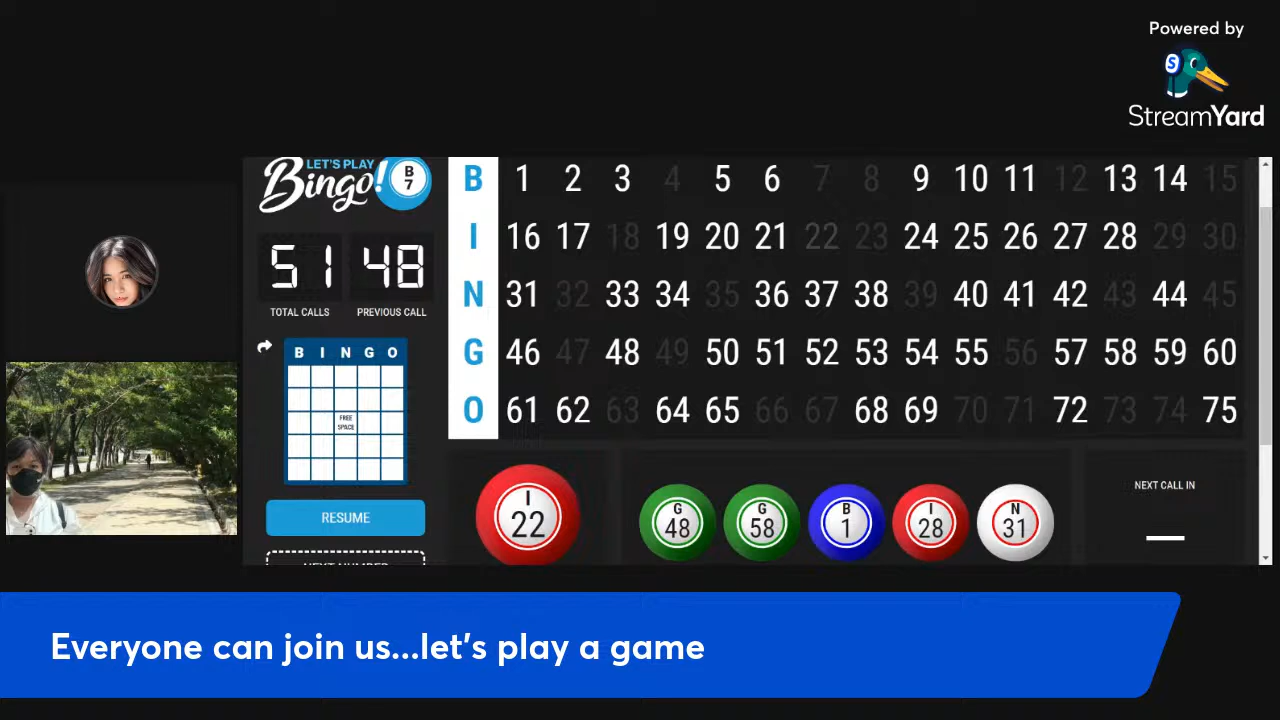 Powered by
S
StreamYard
LET'S PLAY
Bingo!
B
7
51 48
TOTAL CALLS PREVIOUS CALL
B I N G O
FREE
SPACE
RESUME
NEXT NUMBER
B 1 2 3 4 5 6 7 8 9 10 11 12 13 14 15
I 16 17 18 19 20 21 22 23 24 25 26 27 28 29 30
N 31 32 33 34 35 36 37 38 39 40 41 42 43 44 45
G 46 47 48 49 50 51 52 53 54 55 56 57 58 59 60
O 61 62 63 64 65 66 67 68 69 70 71 72 73 74 75
I
22
G
48
G
58
B
1
I
28
N
31
NEXT CALL IN
Everyone can join us...let's play a game